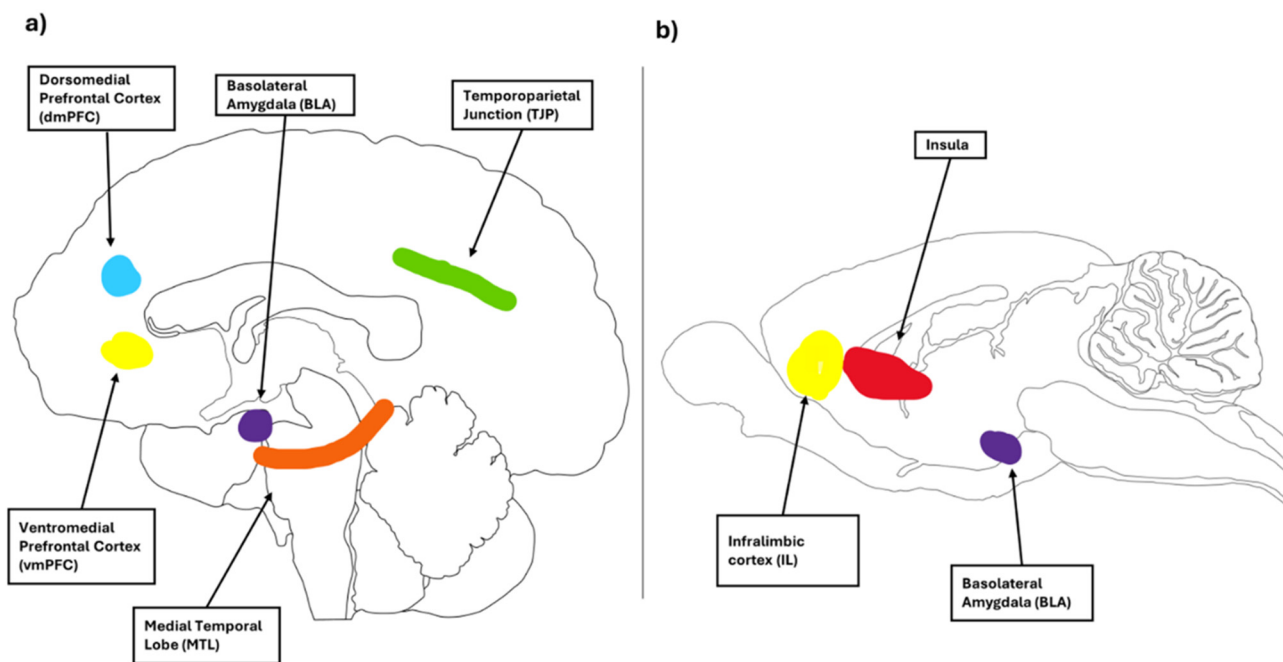 a)
Dorsomedial
Prefrontal Cortex
(dmPFC)
Basolateral
Amygdala (BLA)
Temporoparietal
Junction (TJP)
Ventromedial
Prefrontal Cortex
(vmPFC)
Medial Temporal
Lobe (MTL)
b)
Insula
Infralimbic
cortex (IL)
Basolateral
Amygdala (BLA)